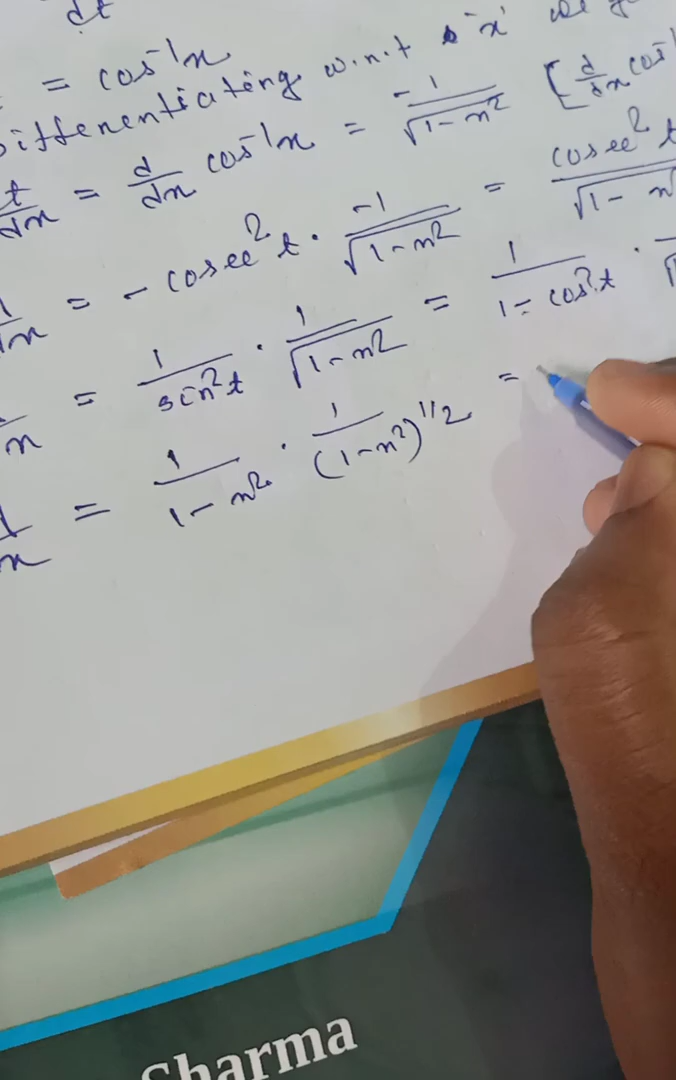 dt
= cos⁻¹x
Differentiating w.r.t 'x' we g
t/dx = d/dx cos⁻¹x = -1/√1-x² [d/dx cos⁻¹
/dx = - cosec²t · -1/√1-x² = cosec²t/√1-x
/x = 1/sin²t · 1/√1-x² = 1/1-cos²t ·
/x = 1/1-x² · 1/(1-x²)^1/2 =
Sharma